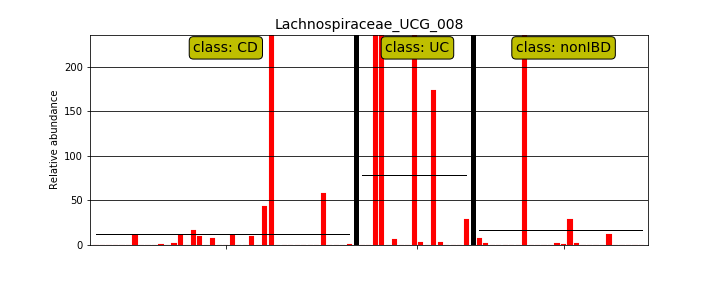 Lachnospiraceae_UCG_008
class: CD
class: UC
class: nonIBD
Relative abundance
200
150
100
50
0